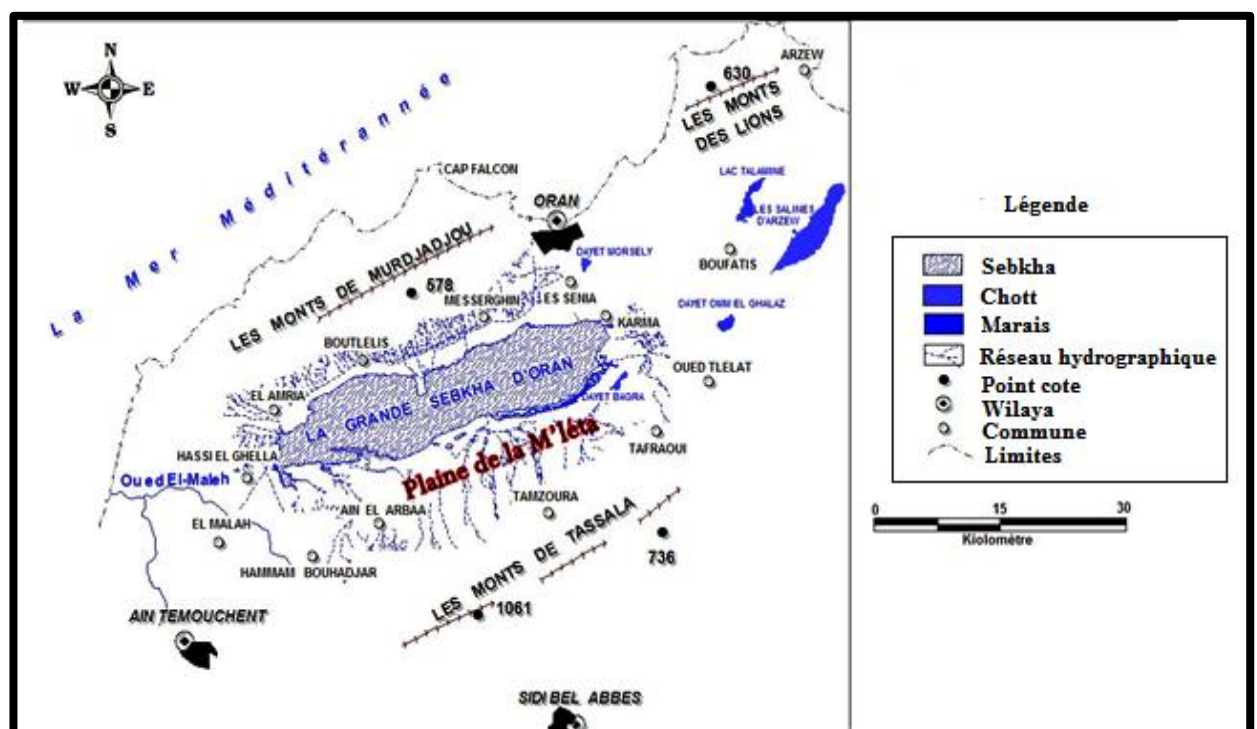 N
W
E
S
La Mer Méditérannée
630
ARZEW
LES MONTS
DES LIONS
CAP FALCON
LAC TALAMINE
ORAN
LES SALINES
D'ARZEW
DAYET MORSELY
BOUFATIS
LES MONTS DE MURDJADJOU
578
MESSERGHIN
ES SENIA
DAYET OMM EL GHALAZ
KARMA
BOUTLELIS
OUED TLELAT
EL AMRIA
LA GRANDE SEBKHA D'ORAN
DAYET BAGRA
Plaine de la M'léta
TAFRAOUI
HASSI EL GHELLA
Oued El-Maleh
TAMZOURA
AIN EL ARBAA
EL MALAH
736
HAMMAM BOUHADJAR
LES MONTS DE TASSALA
1061
AIN TEMOUCHENT
SIDI BEL ABBES
Légende
Sebkha
Chott
Marais
Réseau hydrographique
Point cote
Wilaya
Commune
Limites
0 15 30
Kiolomètre